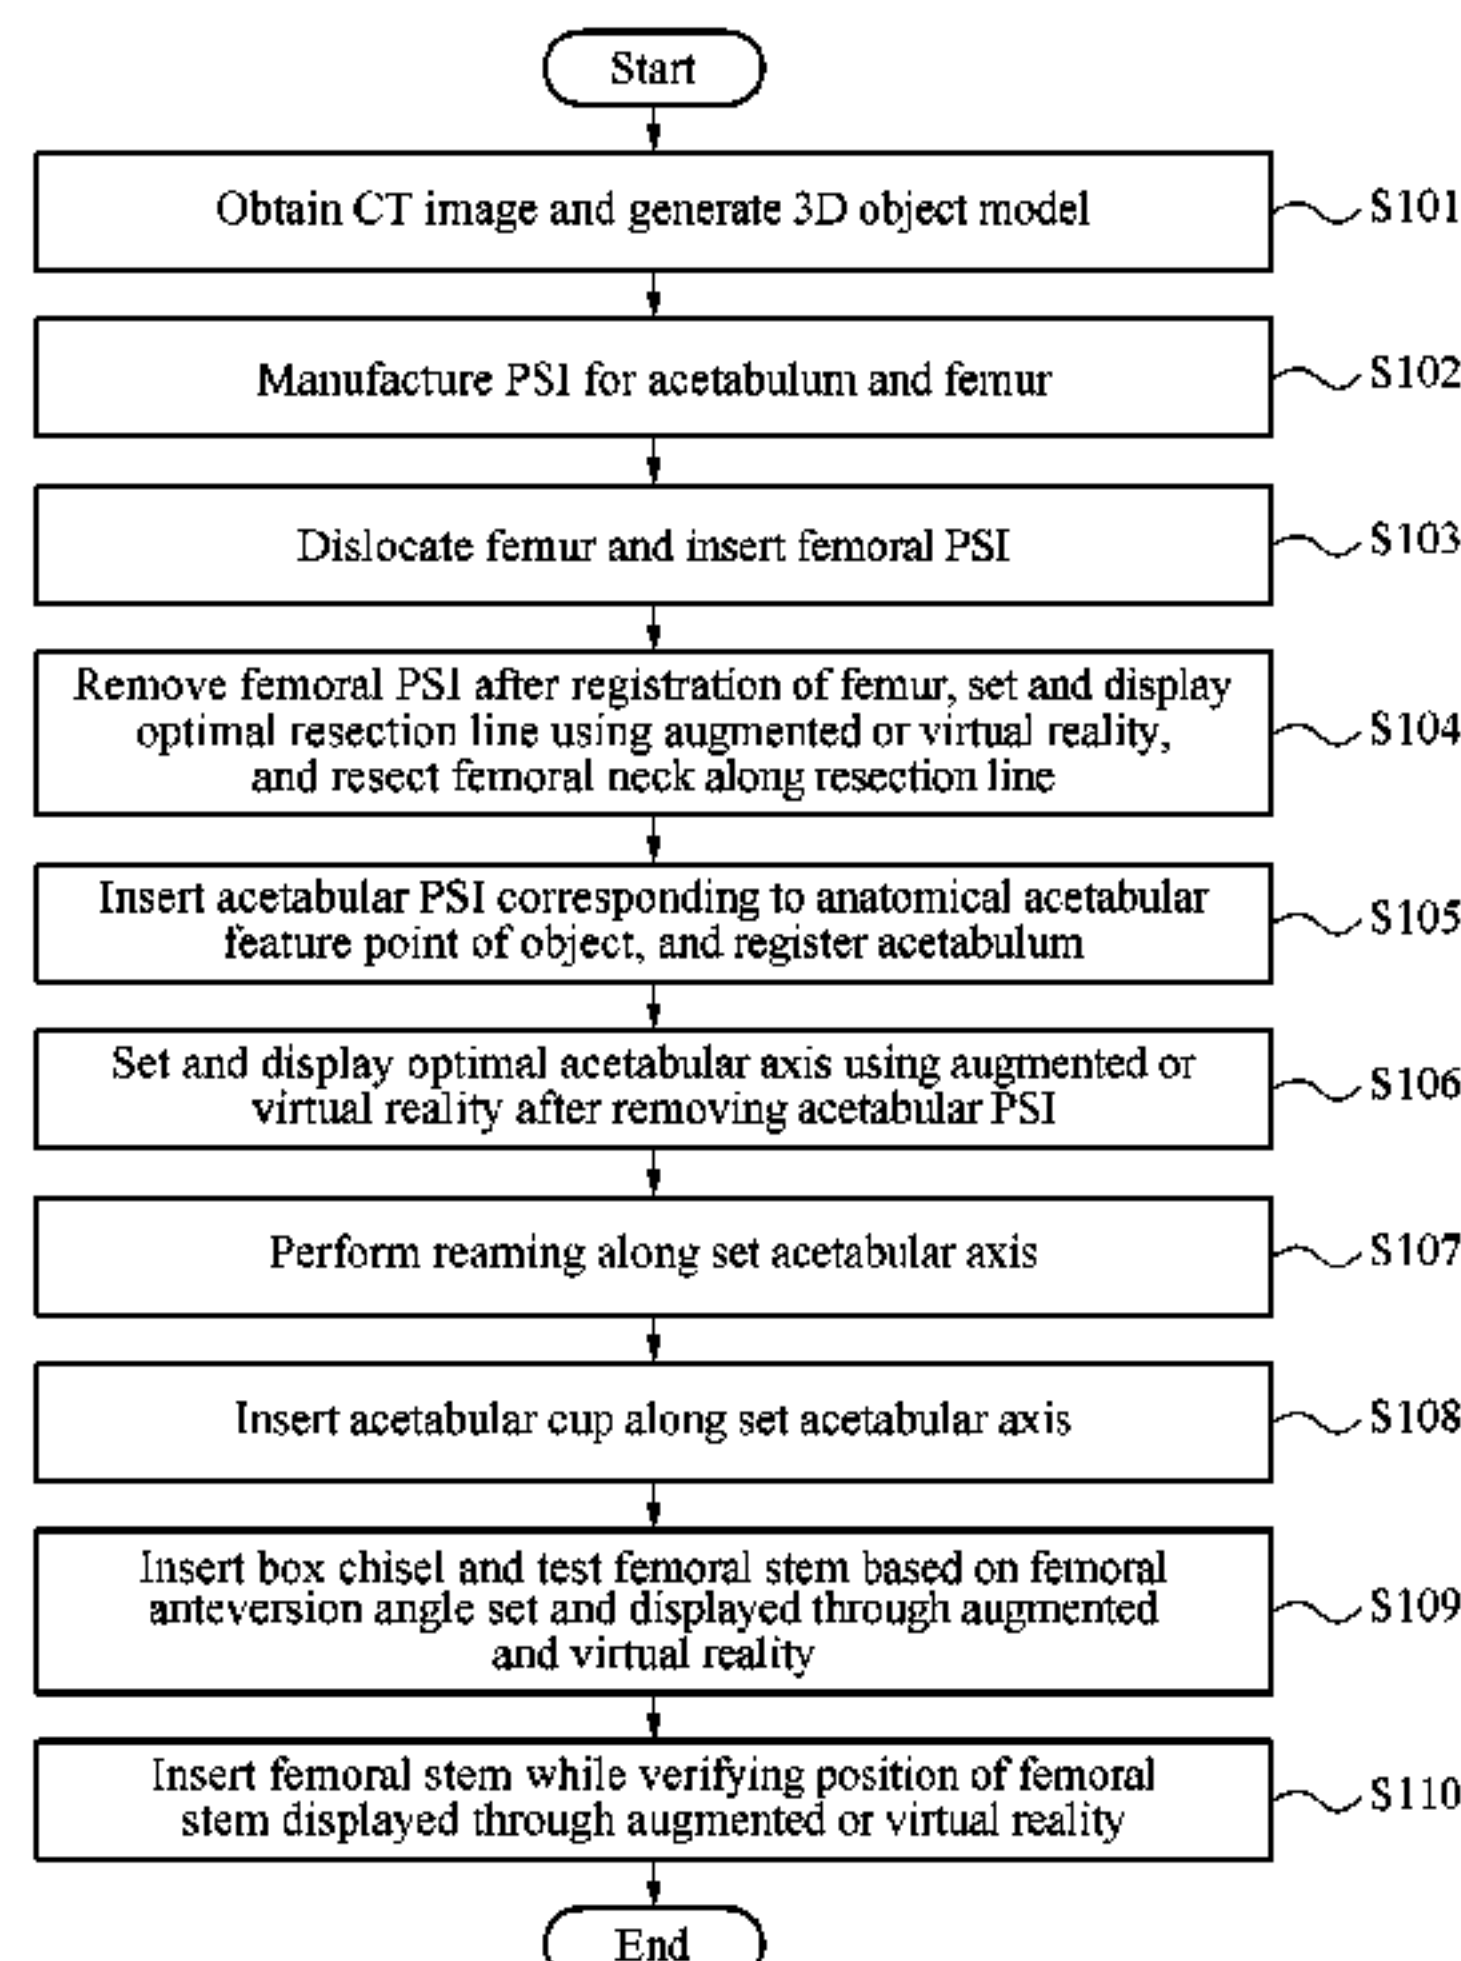 Start
Obtain CT image and generate 3D object model
S101
Manufacture PSI for acetabulum and femur
S102
Dislocate femur and insert femoral PSI
S103
Remove femoral PSI after registration of femur, set and display
optimal resection line using augmented or virtual reality,
and resect femoral neck along resection line
S104
Insert acetabular PSI corresponding to anatomical acetabular
feature point of object, and register acetabulum
S105
Set and display optimal acetabular axis using augmented or
virtual reality after removing acetabular PSI
S106
Perform reaming along set acetabular axis
S107
Insert acetabular cup along set acetabular axis
S108
Insert box chisel and test femoral stem based on femoral
anteversion angle set and displayed through augmented
and virtual reality
S109
Insert femoral stem while verifying position of femoral
stem displayed through augmented or virtual reality
S110
End